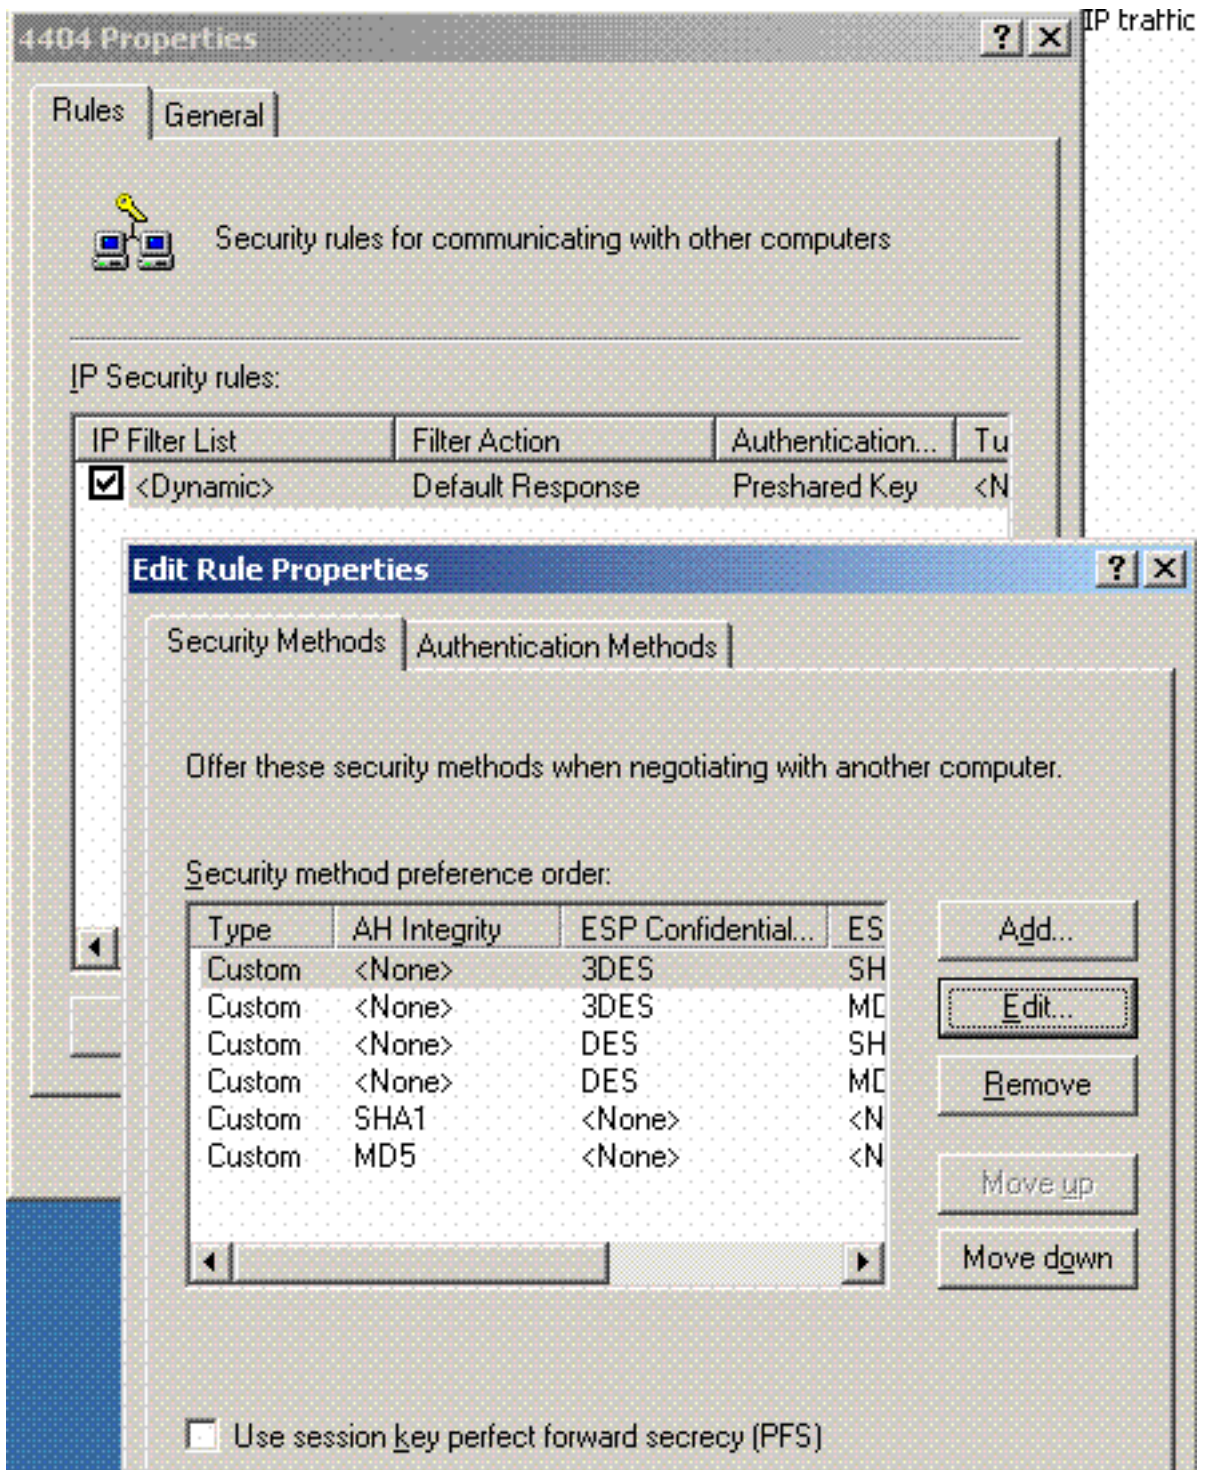 IP traffic
4404 Properties
Rules
General
Security rules for communicating with other computers
IP Security rules:
IP Filter List Filter Action Authentication... Tu
<Dynamic> Default Response Preshared Key <N
Edit Rule Properties
Security Methods Authentication Methods
Offer these security methods when negotiating with another computer.
Security method preference order:
Type AH Integrity ESP Confidential... ES
Custom <None> 3DES SH
Custom <None> 3DES MD
Custom <None> DES SH
Custom <None> DES MD
Custom SHA1 <None> <N
Custom MD5 <None> <N
Add...
Edit...
Remove
Move up
Move down
Use session key perfect forward secrecy (PFS)